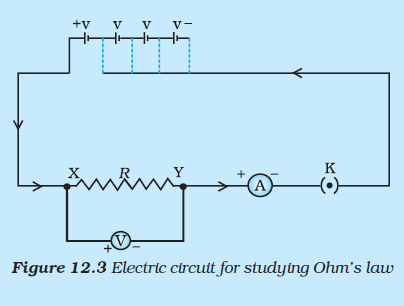 +v v v v-
X R Y + A - K
+ V -
Figure 12.3 Electric circuit for studying Ohm's law